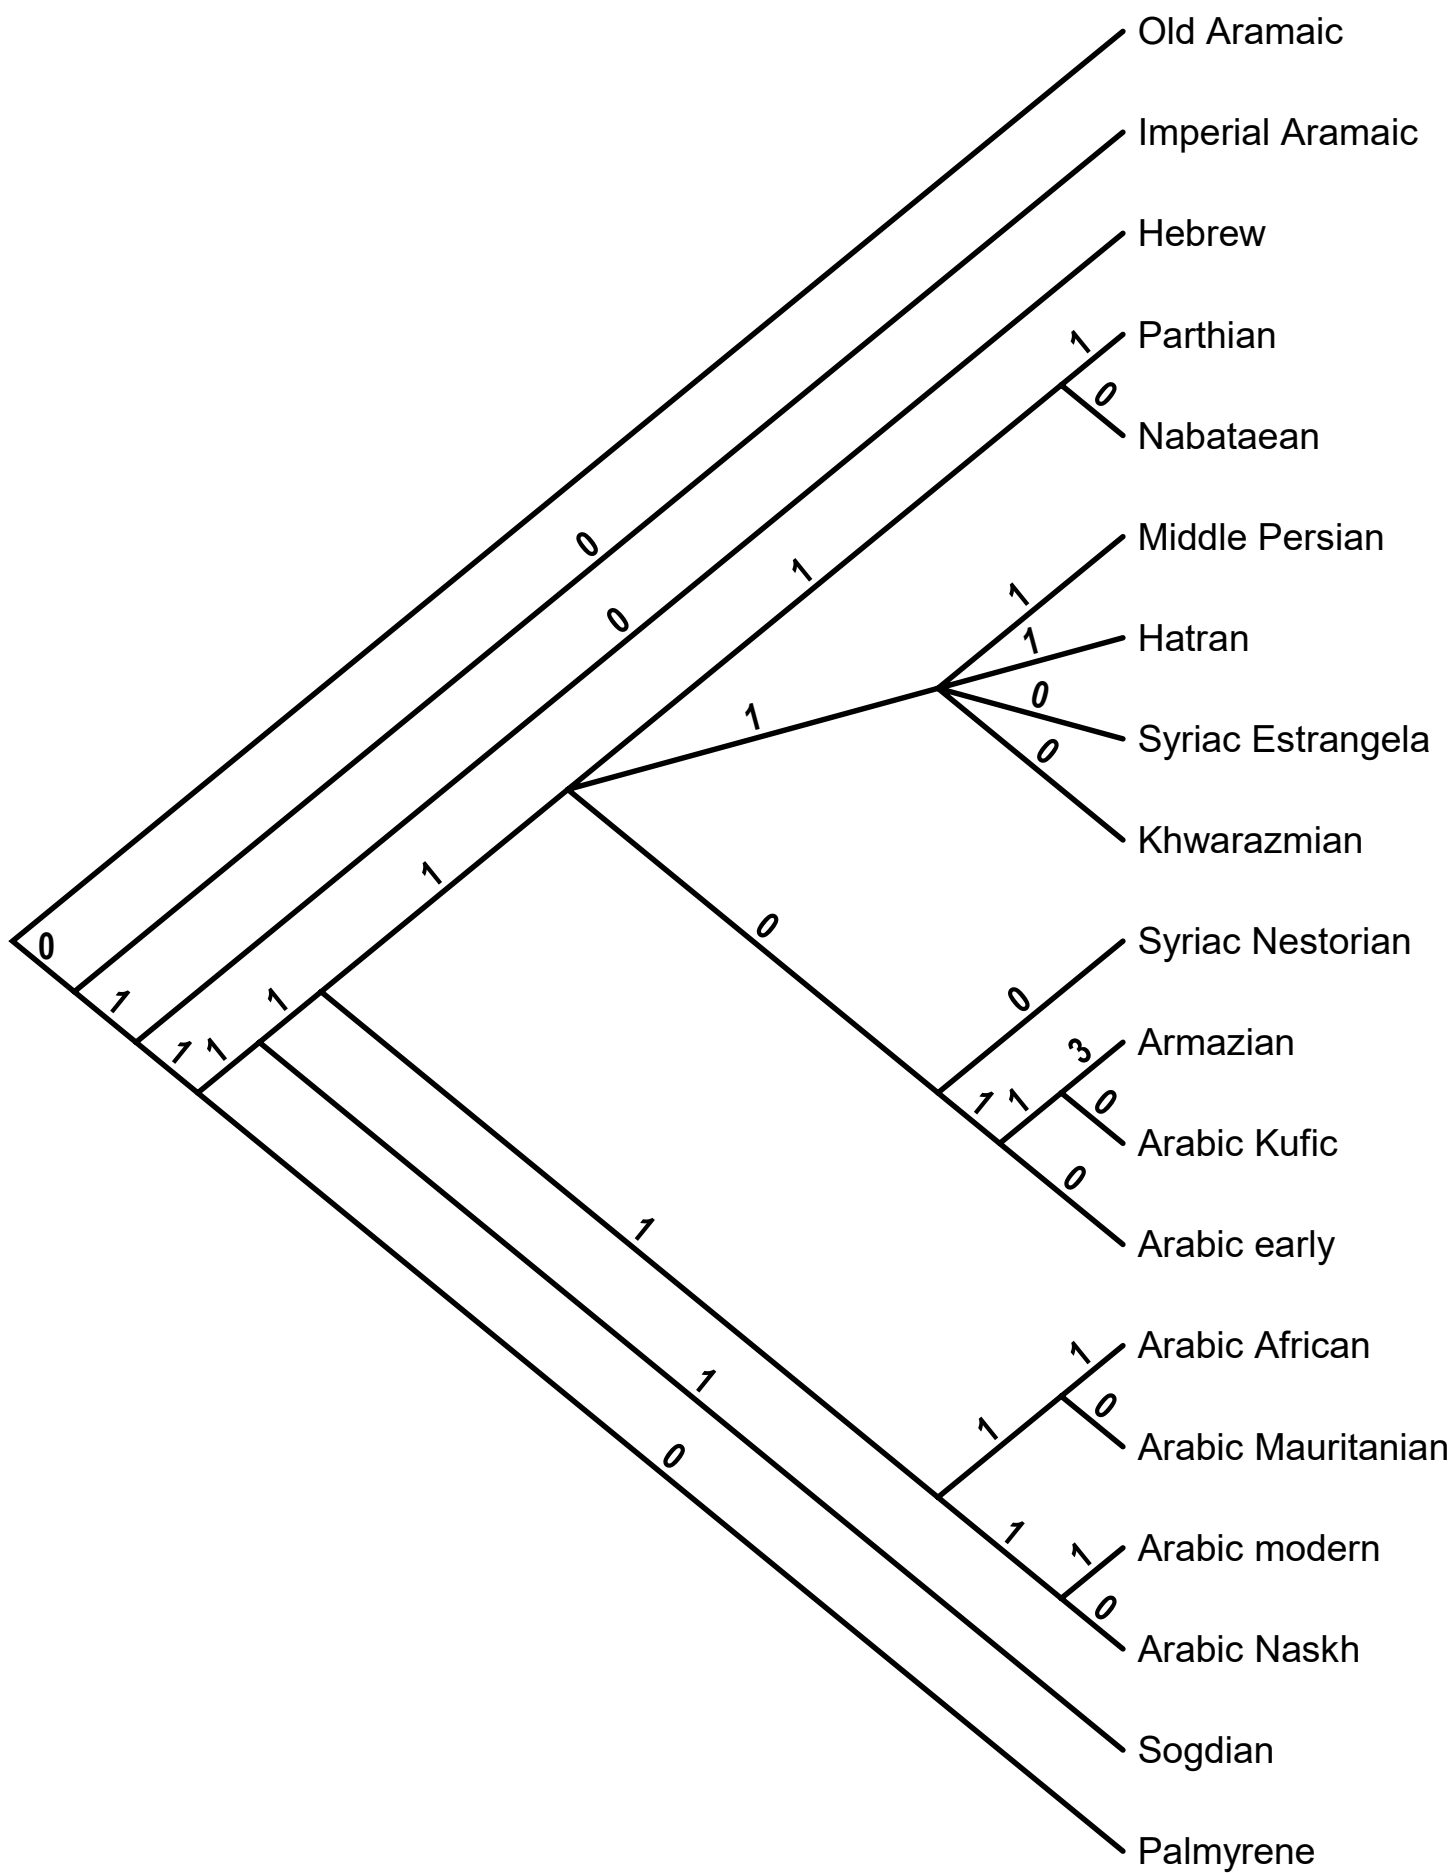 Old Aramaic
Imperial Aramaic
Hebrew
Parthian
1
0
Nabataean
0
Middle Persian
1
1
0
Hatran
1
0
Syriac Estrangela
1
0
Khwarazmian
1
0
Syriac Nestorian
0
1
1
0
Armazian
3
1
1
1
1
0
Arabic Kufic
0
Arabic early
1
Arabic African
1
1
0
Arabic Mauritanian
1
0
1
Arabic modern
1
0
Arabic Naskh
Sogdian
Palmyrene